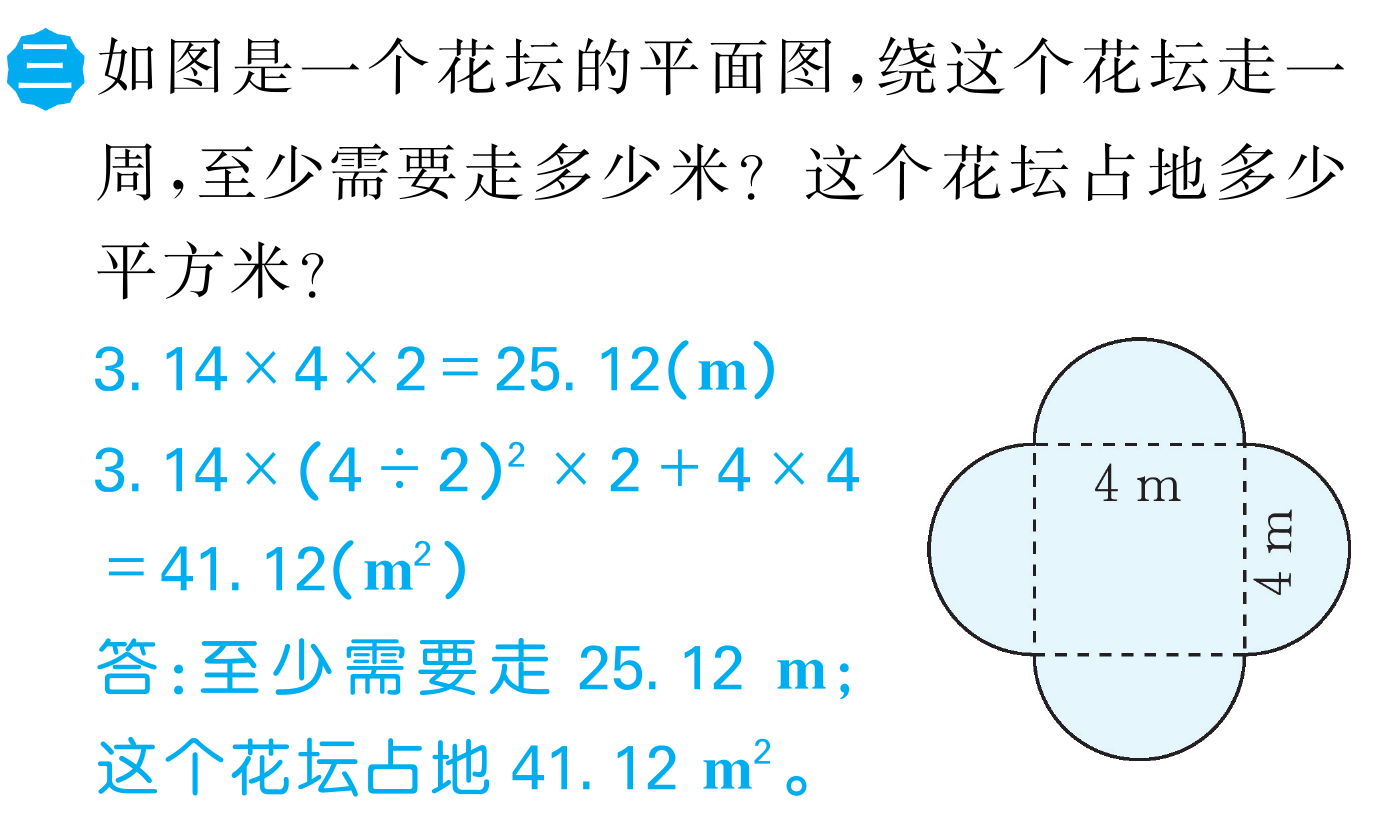 三 如图是一个花坛的平面图,绕这个花坛走一
周,至少需要走多少米? 这个花坛占地多少
平方米?
3.14×4×2=25.12(m)
3.14×(4÷2)²×2+4×4
=41.12(m²)
答:至少需要走 25.12 m;
这个花坛占地 41.12 m²。
4 m
4 m